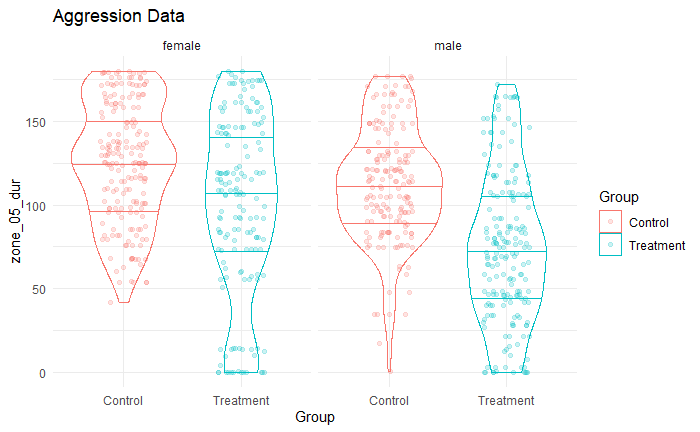 Aggression Data
female male
zone_05_dur
150
100
50
0
Control Treatment Control Treatment
Group
Group
Control
Treatment